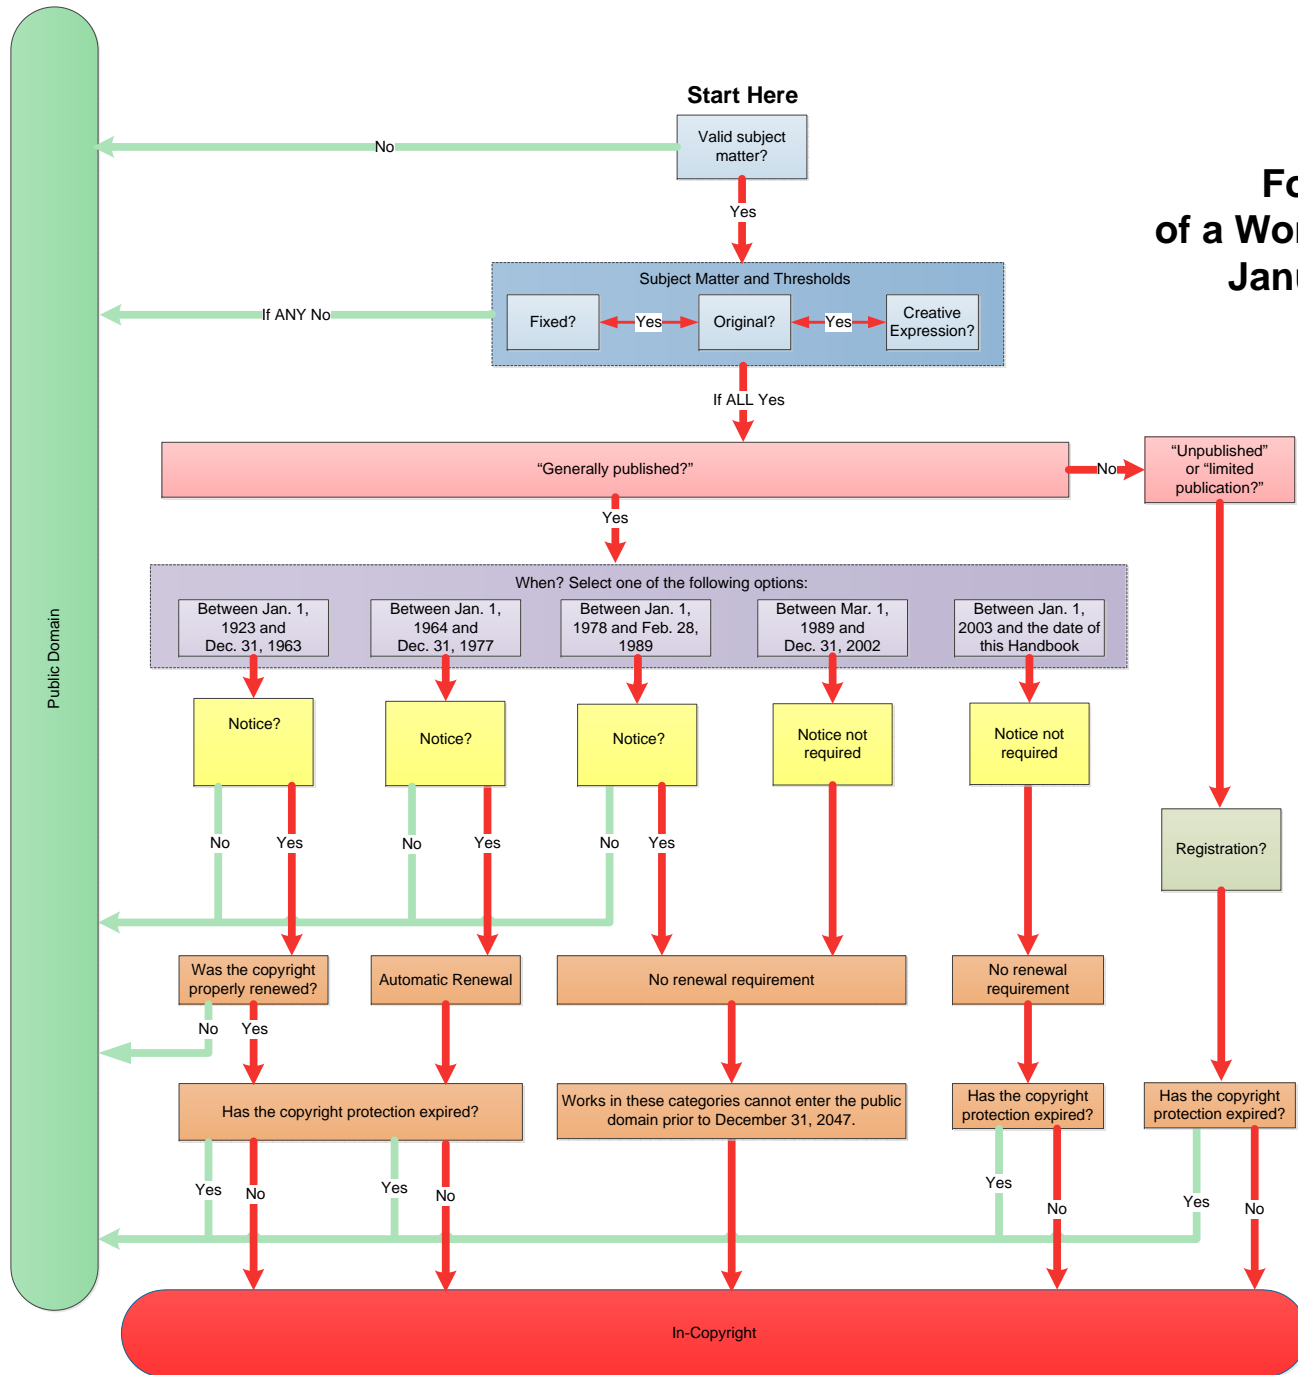 Start Here
Valid subject
matter?
No
Yes
Fo
of a Wor
Janu
Subject Matter and Thresholds
If ANY No
Fixed?
Yes
Original?
Yes
Creative
Expression?
If ALL Yes
“Generally published?”
No
“Unpublished”
or “limited
publication?”
Yes
When? Select one of the following options:
Between Jan. 1,
1923 and
Dec. 31, 1963
Between Jan. 1,
1964 and
Dec. 31, 1977
Between Jan. 1,
1978 and Feb. 28,
1989
Between Mar. 1,
1989 and
Dec. 31, 2002
Between Jan. 1,
2003 and the date of
this Handbook
Public Domain
Notice?
Notice?
Notice?
Notice not
required
Notice not
required
No
Yes
No
Yes
No
Yes
Registration?
Was the copyright
properly renewed?
Automatic Renewal
No renewal requirement
No renewal
requirement
No
Yes
Has the copyright protection expired?
Works in these categories cannot enter the public
domain prior to December 31, 2047.
Has the copyright
protection expired?
Has the copyright
protection expired?
Yes
No
Yes
No
Yes
No
Yes
No
In-Copyright